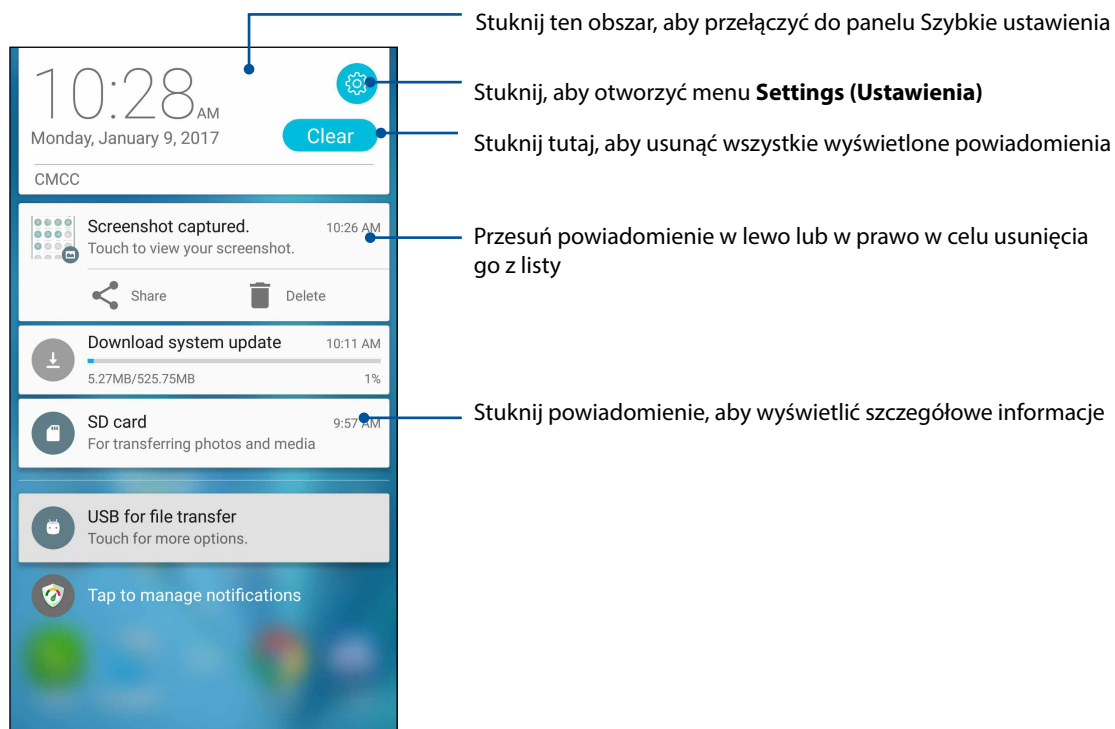 Stuknij ten obszar, aby przełączyć do panelu Szybkie ustawienia
10:28 AM
Stuknij, aby otworzyć menu Settings (Ustawienia)
Monday, January 9, 2017
Clear
Stuknij tutaj, aby usunąć wszystkie wyświetlone powiadomienia
CMCC
Screenshot captured.
10:26 AM
Touch to view your screenshot.
Przesuń powiadomienie w lewo lub w prawo w celu usunięcia
go z listy
Share
Delete
Download system update
10:11 AM
5.27MB/525.75MB
1%
SD card
9:57 AM
For transferring photos and media
Stuknij powiadomienie, aby wyświetlić szczegółowe informacje
USB for file transfer
Touch for more options.
Tap to manage notifications